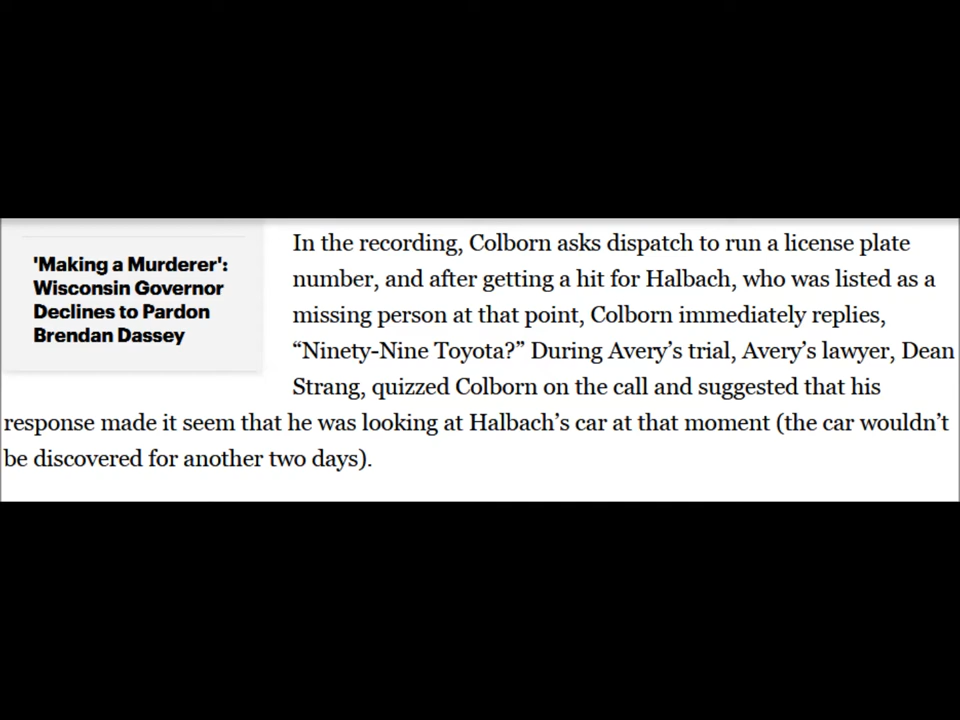 'Making a Murderer':
Wisconsin Governor
Declines to Pardon
Brendan Dassey
In the recording, Colborn asks dispatch to run a license plate
number, and after getting a hit for Halbach, who was listed as a
missing person at that point, Colborn immediately replies,
“Ninety-Nine Toyota?” During Avery’s trial, Avery’s lawyer, Dean
Strang, quizzed Colborn on the call and suggested that his
response made it seem that he was looking at Halbach’s car at that moment (the car wouldn’t
be discovered for another two days).